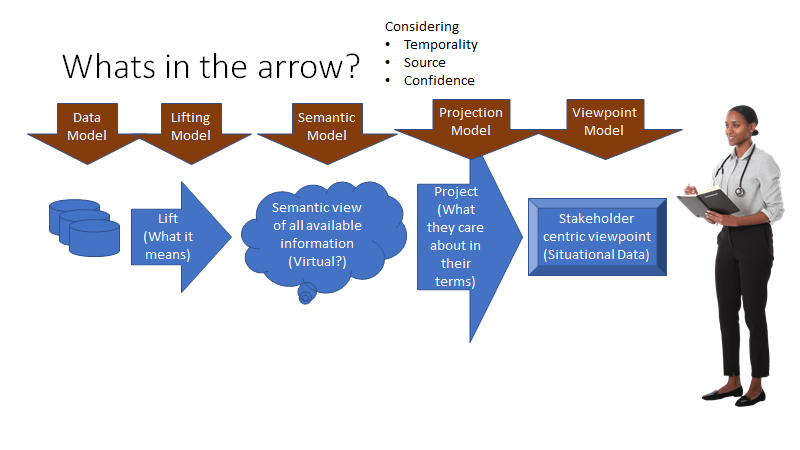 Whats in the arrow?
Considering
• Temporality
• Source
• Confidence
Data
Model
Lifting
Model
Semantic
Model
Projection
Model
Viewpoint
Model
Lift
(What it
means)
Semantic view
of all available
information
(Virtual?)
Project
(What
they care
about in
their
terms)
Stakeholder
centric viewpoint
(Situational Data)